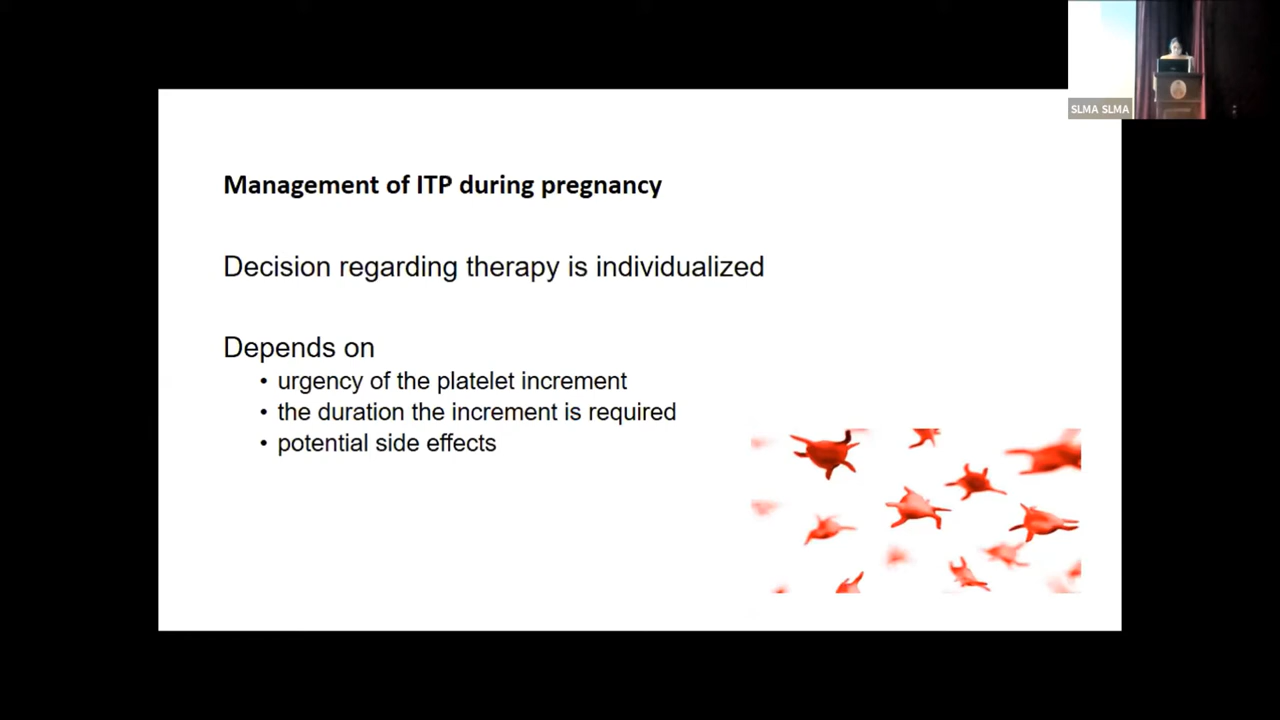 SLMA SLMA
Management of ITP during pregnancy
Decision regarding therapy is individualized
Depends on
• urgency of the platelet increment
• the duration the increment is required
• potential side effects